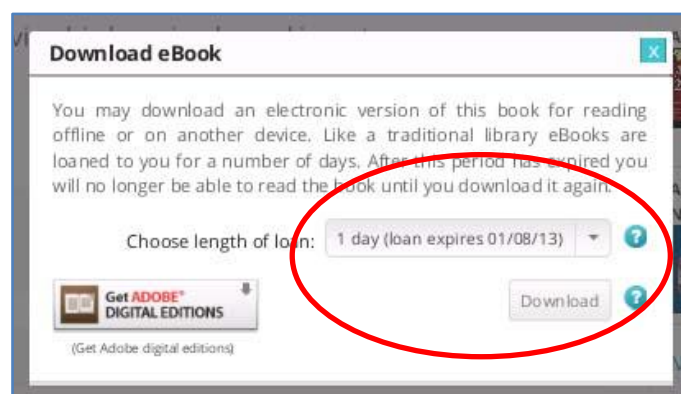 Download eBook
X
You may download an electronic version of this book for reading
offline or on another device. Like a traditional library eBooks are
loaned to you for a number of days. After this period has expired you
will no longer be able to read the book until you download it again.
Choose length of loan: 1 day (loan expires 01/08/13) ?
Get ADOBE®
DIGITAL EDITIONS
Download ?
(Get Adobe digital editions)